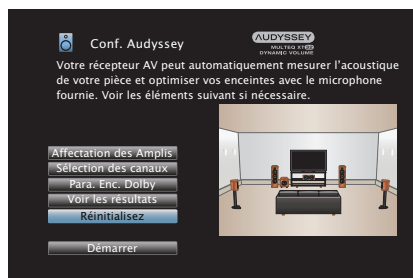 Conf. Audyssey
AUDYSSEY
MULTEQ XT32
DYNAMIC VOLUME
Votre récepteur AV peut automatiquement mesurer l'acoustique
de votre pièce et optimiser vos enceintes avec le microphone
fournie. Voir les éléments suivant si nécessaire.
Affectation des Amplis
Sélection des canaux
Para. Enc. Dolby
Voir les résultats
Réinitialisez
Démarrer